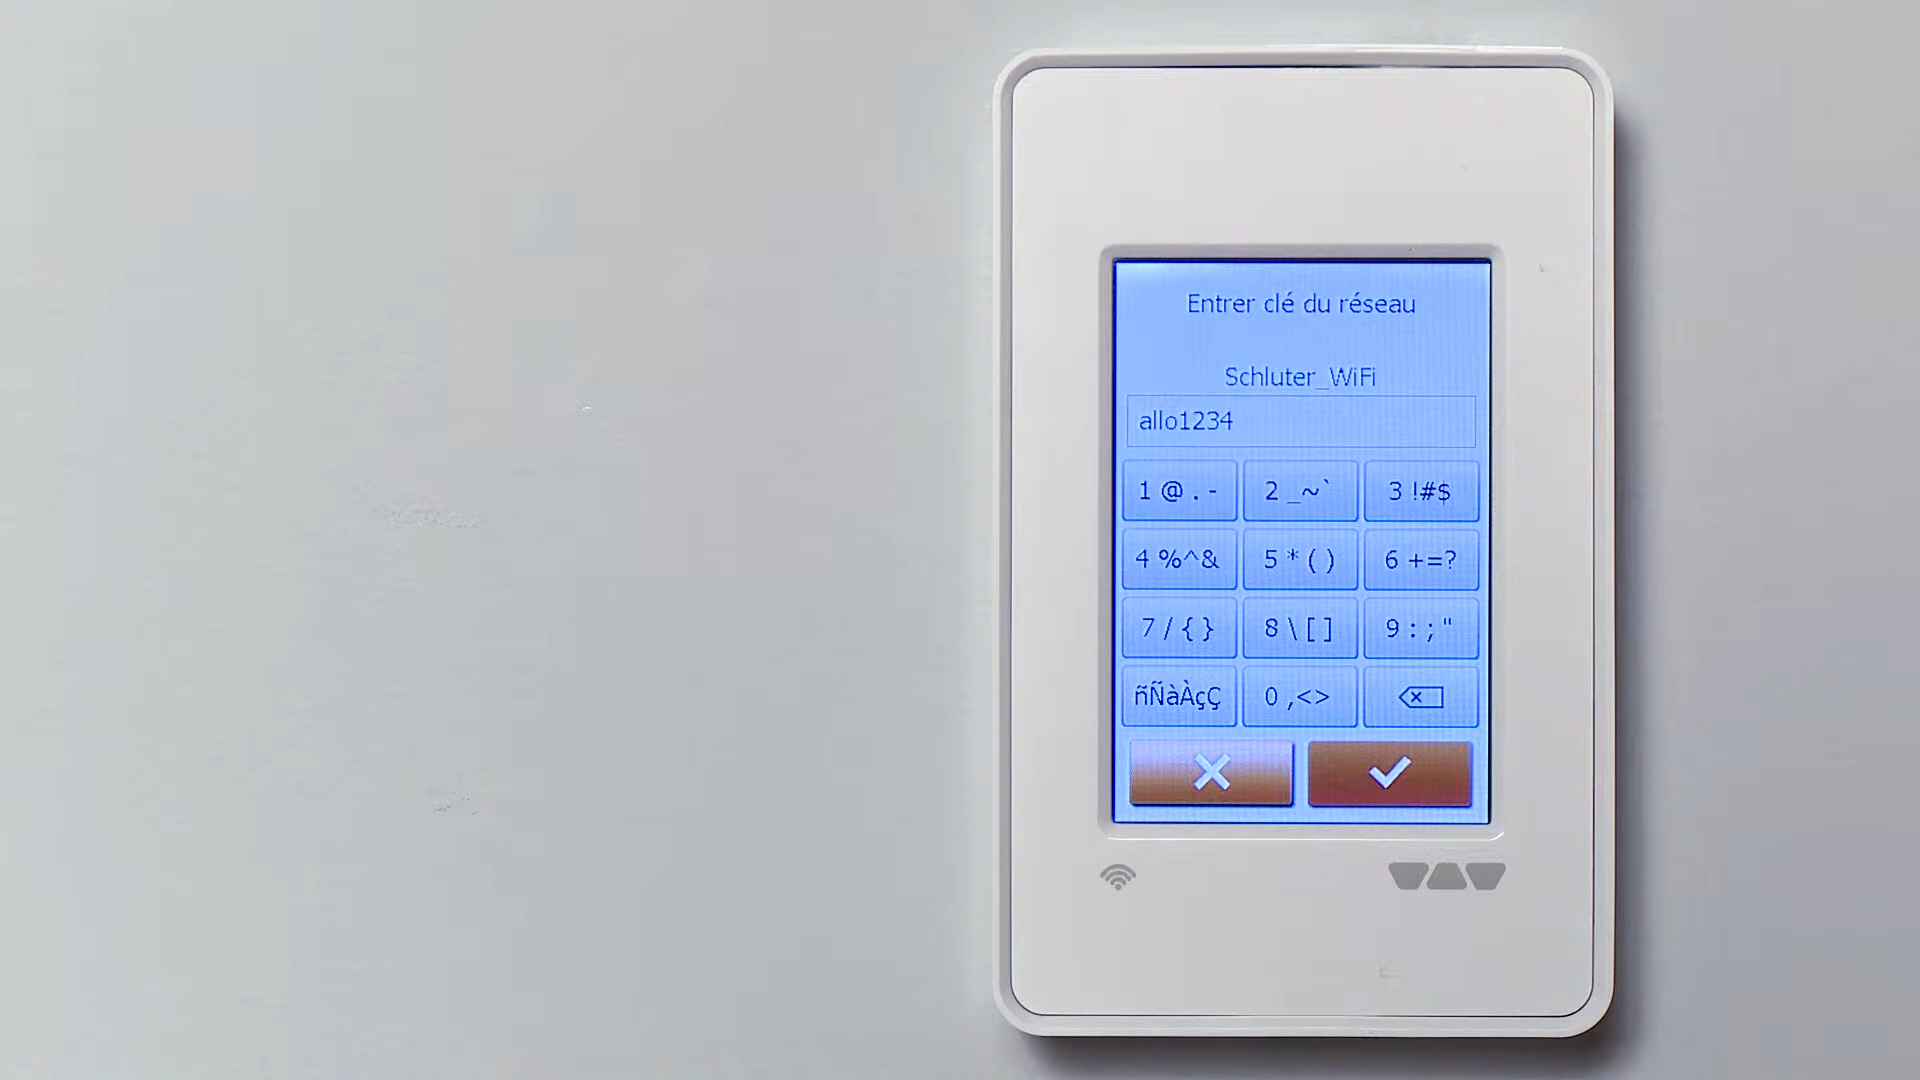 Entrer clé du réseau
Schluter_WiFi
allo1234
1 @ . - 2 _~` 3 !#$
4 %^& 5 * ( ) 6 +=?
7 / { } 8 \ [ ] 9 : ; "
ñÑàÀçÇ 0 ,<>